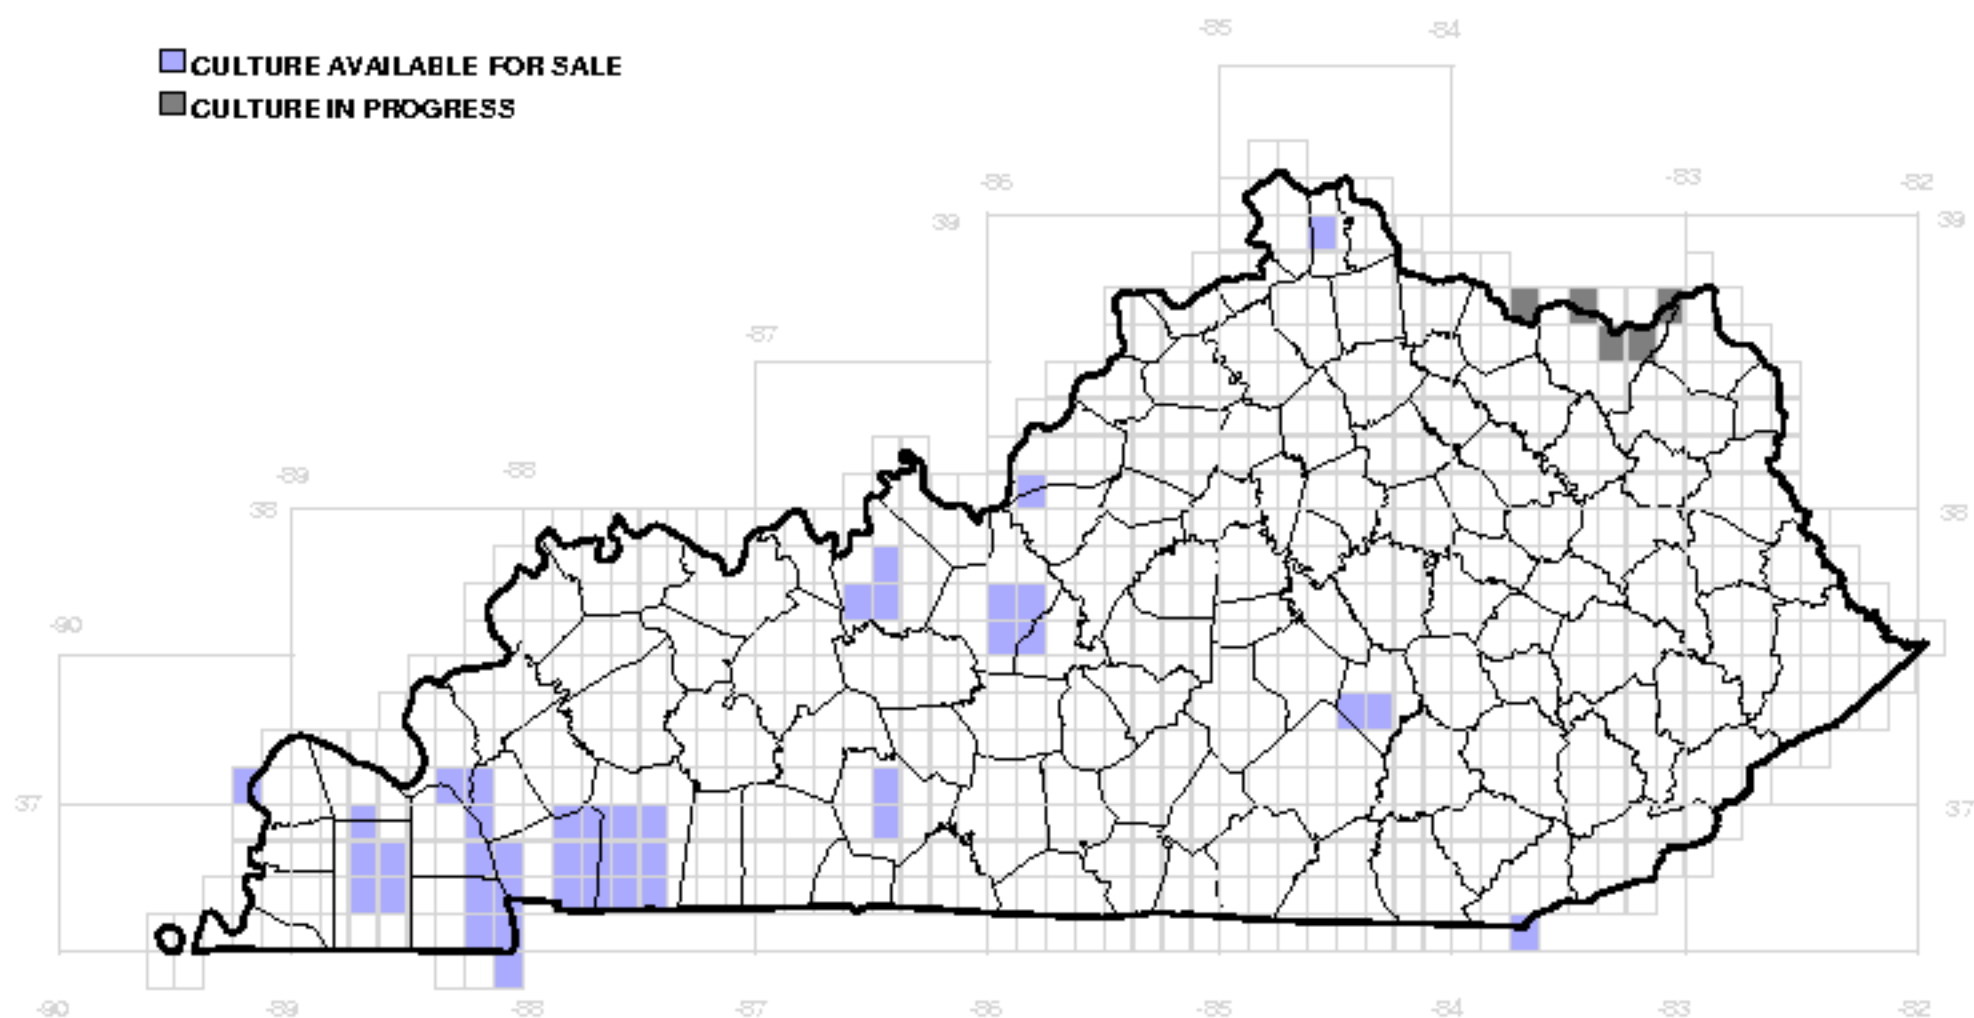 -85 -84
CULTURE AVAILABLE FOR SALE
CULTURE IN PROGRESS
-86 -83 -82
39 39
-87
-89 -88
38 38
-90
37 37
-90 -89 -88 -87 -86 -85 -84 -83 -82